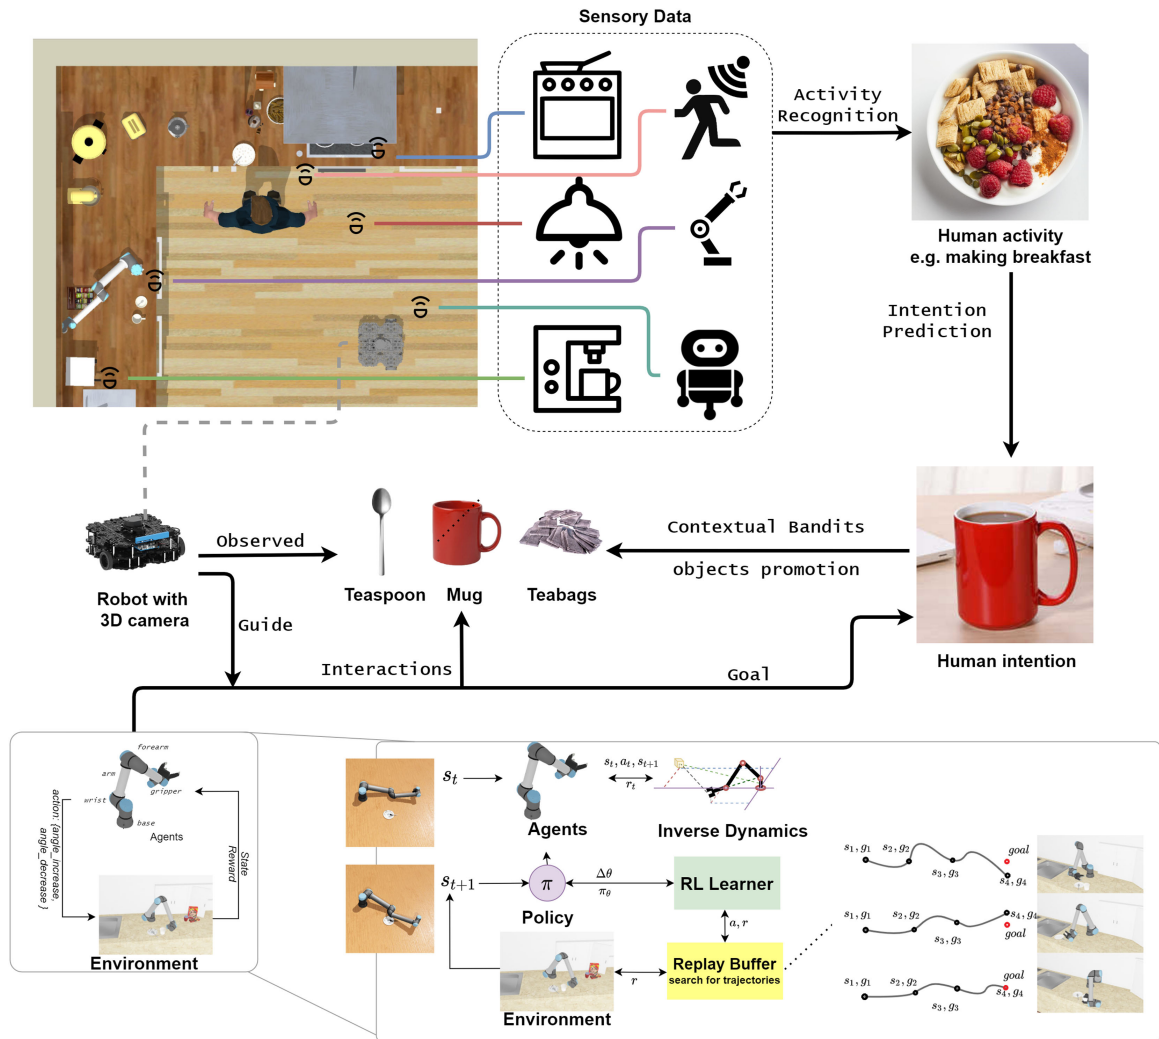 Sensory Data
Activity
Recognition
Human activity
e.g. making breakfast
Intention
Prediction
Observed
Contextual Bandits
objects promotion
Teaspoon
Mug
Teabags
Robot with
3D camera
Guide
Interactions
Goal
Human intention
forearm
arm
gripper
wrist
base
Agents
action: {angle_increase,
angle_decrease }
State
Reward
Environment
s_t
Agents
s_t, a_t, s_{t+1}
r_t
Inverse Dynamics
s_{t+1}
π
Policy
Δθ
π_θ
RL Learner
a, r
Replay Buffer
search for trajectories
r
Environment
s_1, g_1
s_2, g_2
s_3, g_3
goal
s_4, g_4
s_1, g_1
s_2, g_2
s_3, g_3
s_4, g_4
goal
s_1, g_1
s_2, g_2
s_3, g_3
goal
s_4, g_4